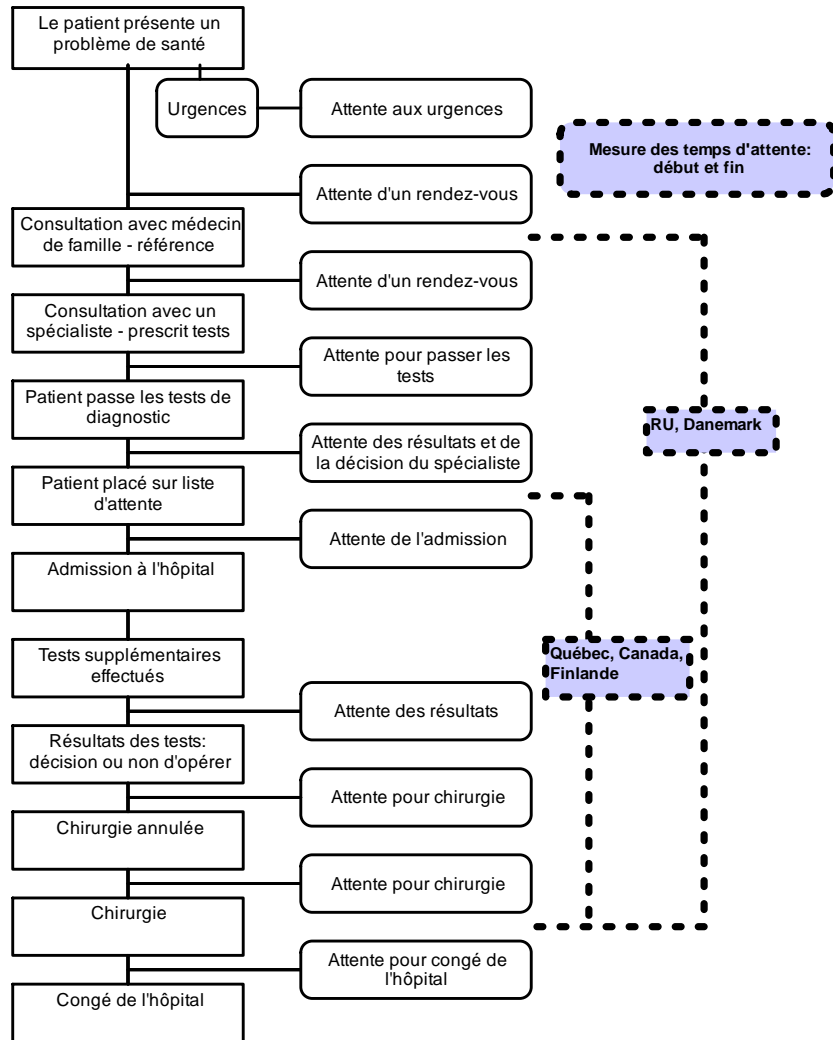 Le patient présente un
problème de santé
Urgences
Attente aux urgences
Mesure des temps d'attente:
début et fin
Attente d'un rendez-vous
Consultation avec médecin
de famille - référence
Attente d'un rendez-vous
Consultation avec un
spécialiste - prescrit tests
Attente pour passer les
tests
Patient passe les tests de
diagnostic
RU, Danemark
Attente des résultats et de
la décision du spécialiste
Patient placé sur liste
d'attente
Attente de l'admission
Admission à l'hôpital
Tests supplémentaires
effectués
Québec, Canada,
Finlande
Attente des résultats
Résultats des tests:
décision ou non d'opérer
Attente pour chirurgie
Chirurgie annulée
Attente pour chirurgie
Chirurgie
Attente pour congé de
l'hôpital
Congé de l'hôpital